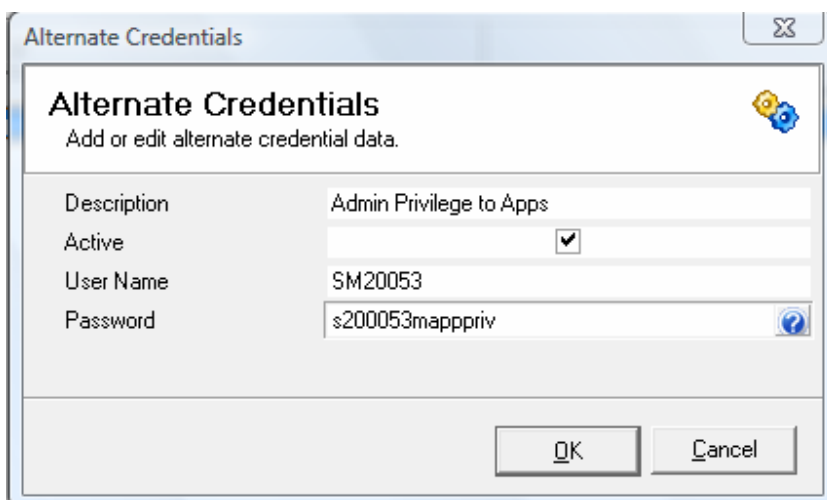 Alternate Credentials
Alternate Credentials
Add or edit alternate credential data.
Description Admin Privilege to Apps
Active
User Name SM20053
Password s200053mapppriv
OK Cancel